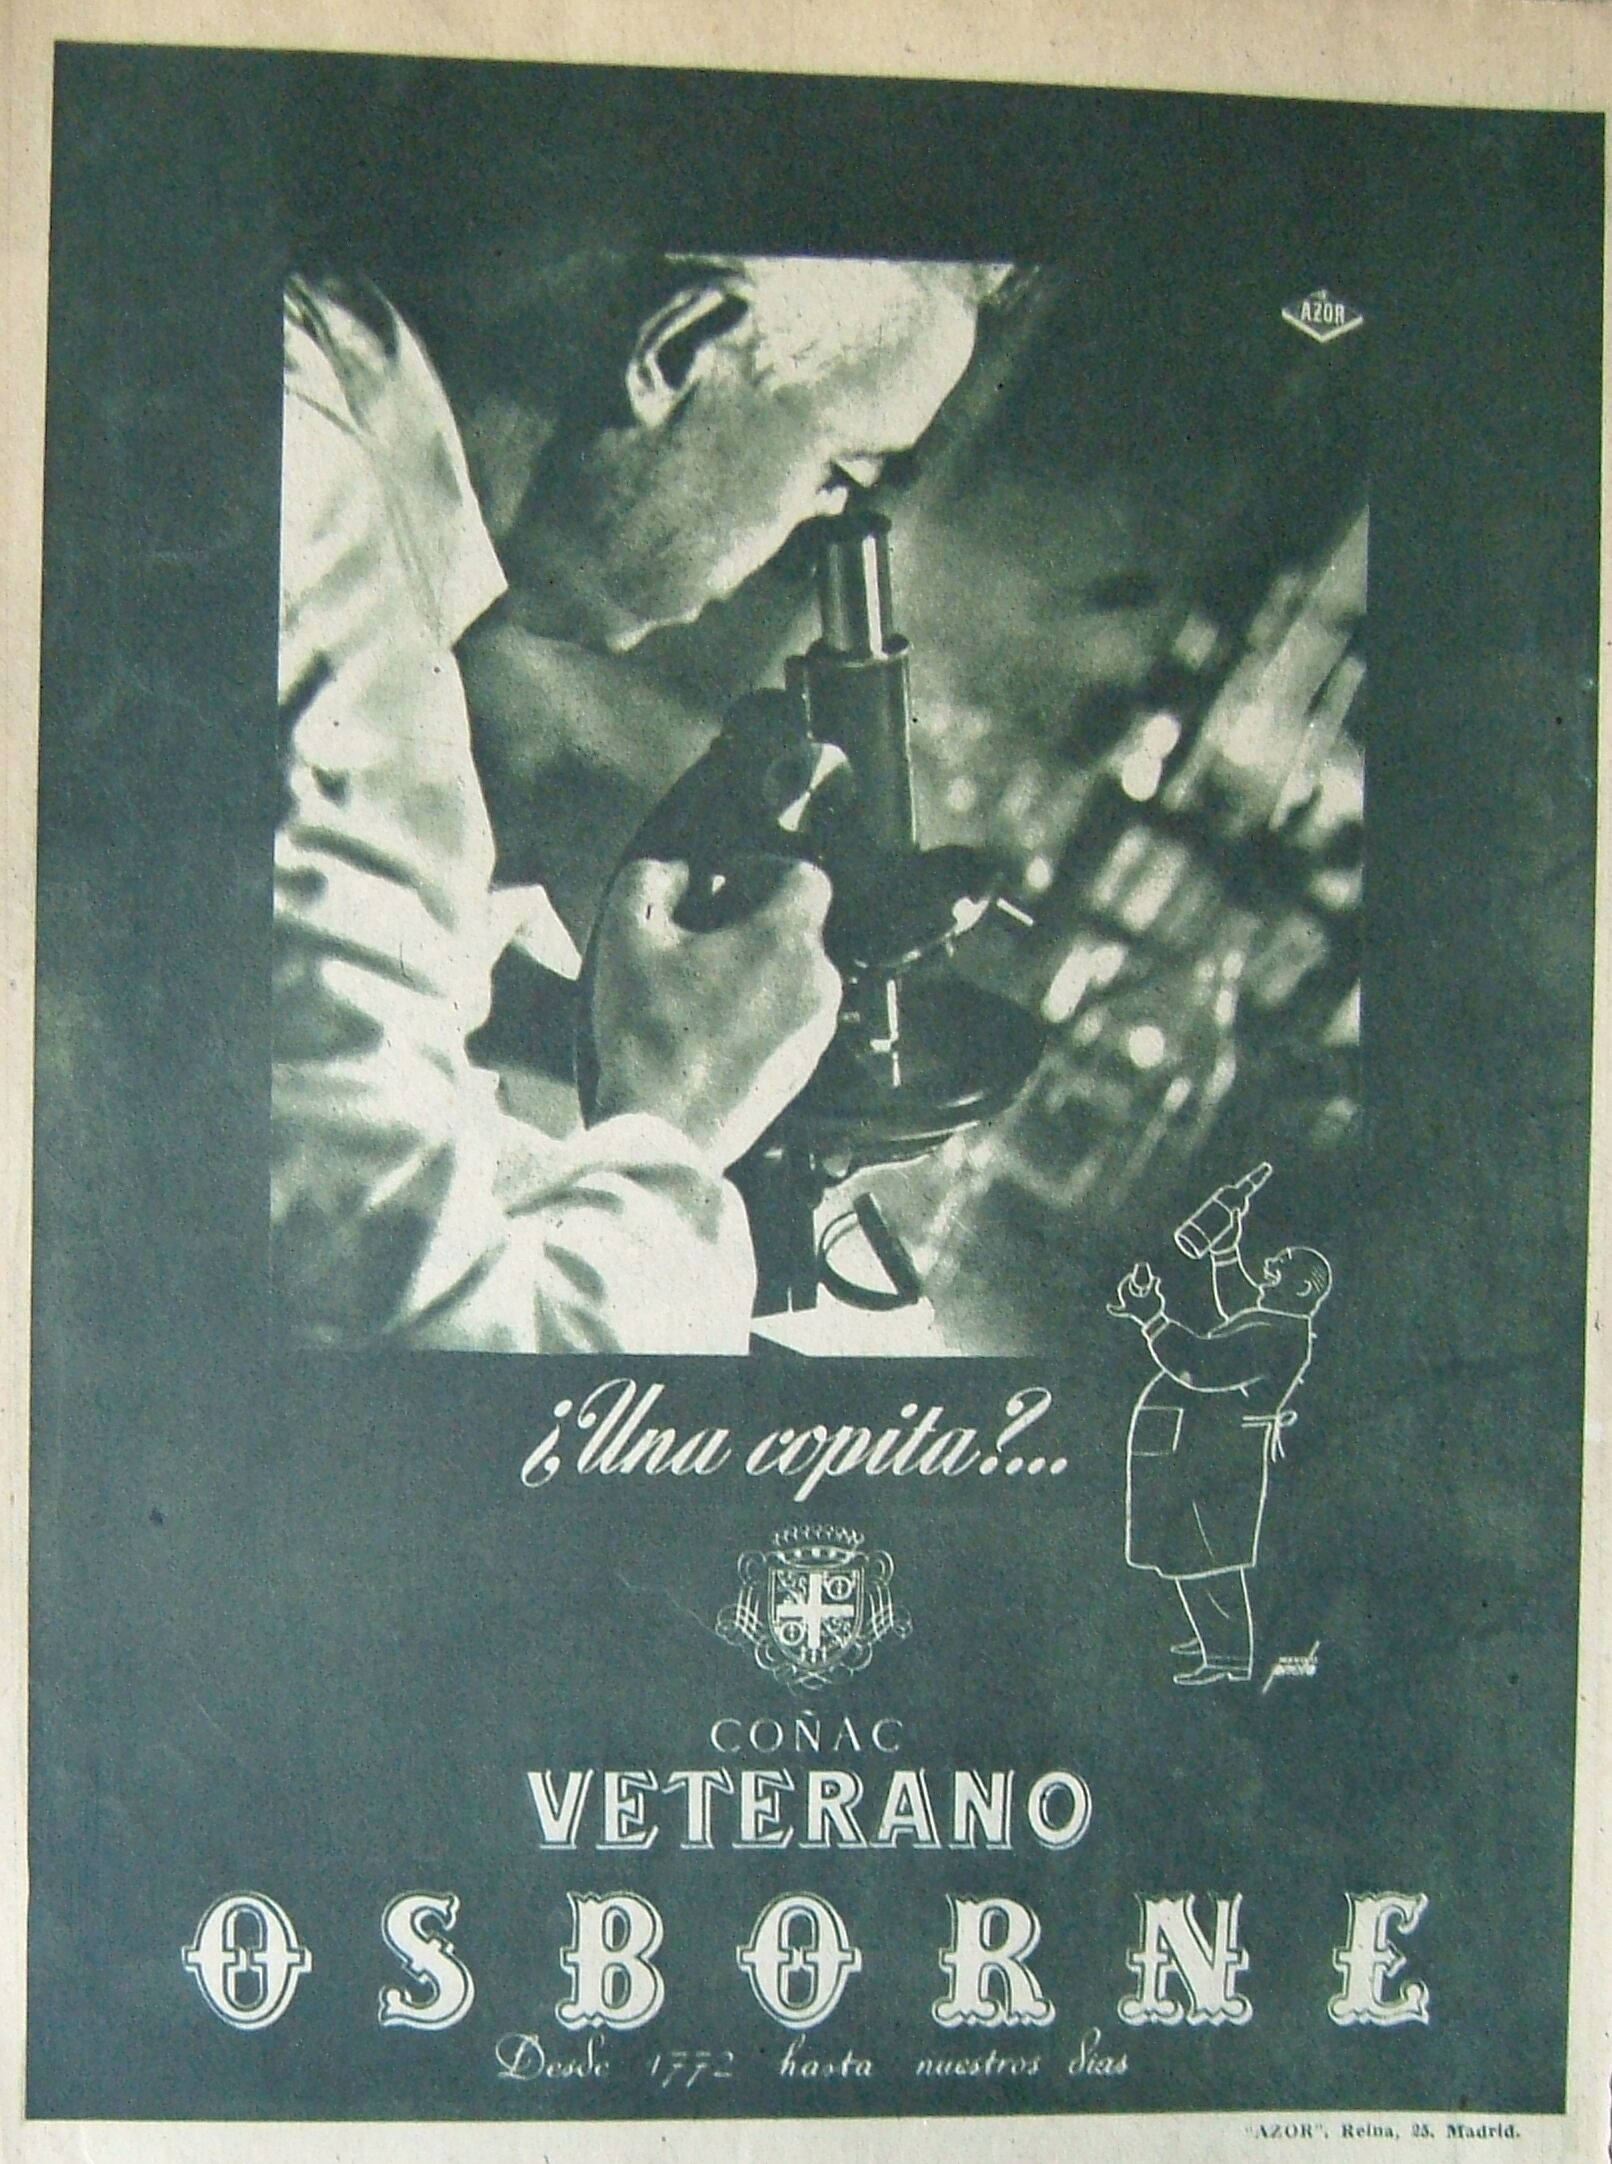 AZOR
¿Una copita?....
COÑAC
VETERANO
OSBORNE
Desde 1772 hasta nuestros dias
"AZOR". Reina, 25. Madrid.